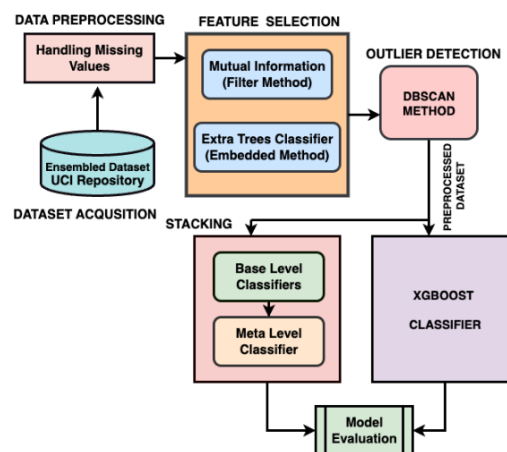 DATA PREPROCESSING
Handling Missing
Values
Ensembled Dataset
UCI Repository
DATASET ACQUSITION
FEATURE SELECTION
Mutual Information
(Filter Method)
Extra Trees Classifier
(Embedded Method)
OUTLIER DETECTION
DBSCAN
METHOD
PREPROCESSED
DATASET
STACKING
Base Level
Classifiers
Meta Level
Classifier
XGBOOST
CLASSIFIER
Model
Evaluation